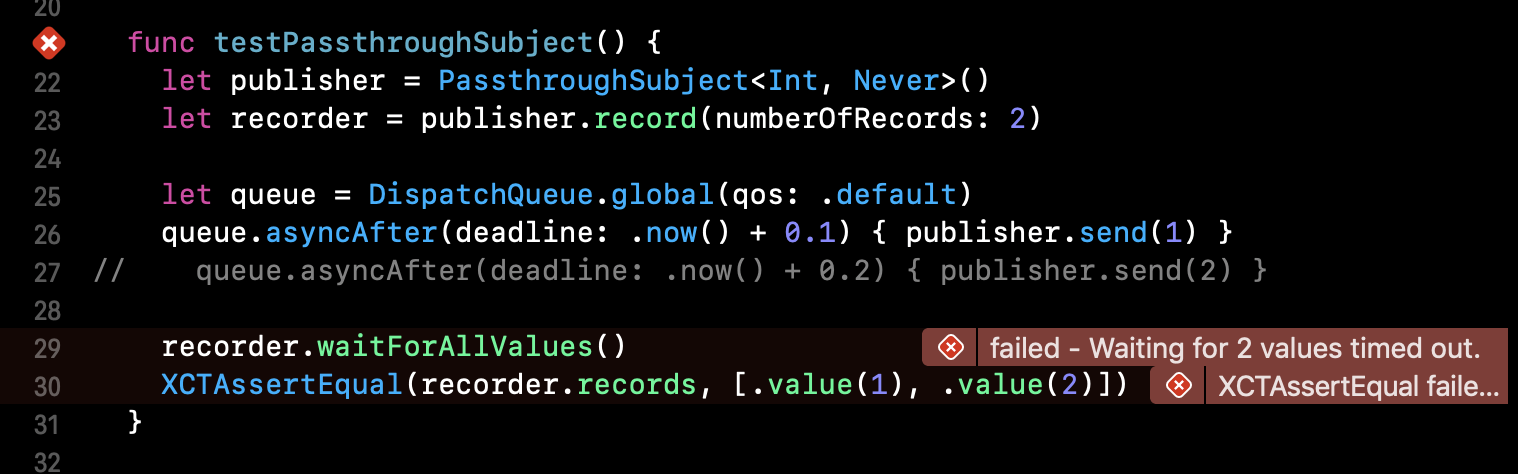 20
func testPassthroughSubject() {
22 let publisher = PassthroughSubject<Int, Never>()
23 let recorder = publisher.record(numberOfRecords: 2)
24
25 let queue = DispatchQueue.global(qos: .default)
26 queue.asyncAfter(deadline: .now() + 0.1) { publisher.send(1) }
27 // queue.asyncAfter(deadline: .now() + 0.2) { publisher.send(2) }
28
29 recorder.waitForAllValues() failed - Waiting for 2 values timed out.
30 XCTAssertEqual(recorder.records, [.value(1), .value(2)]) XCTAssertEqual faile...
31 }
32